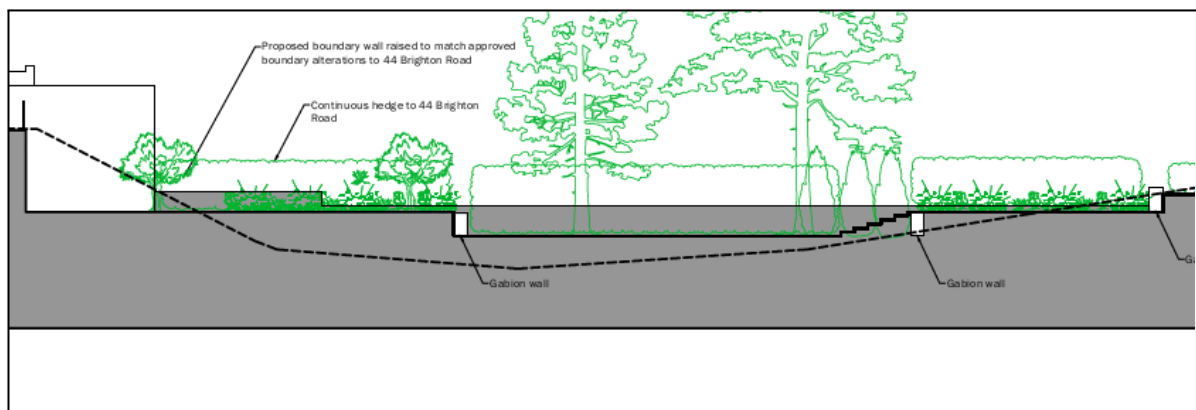 Proposed boundary wall raised to match approved
boundary alterations to 44 Brighton Road
Continuous hedge to 44 Brighton
Road
Gabion wall
Gabion wall